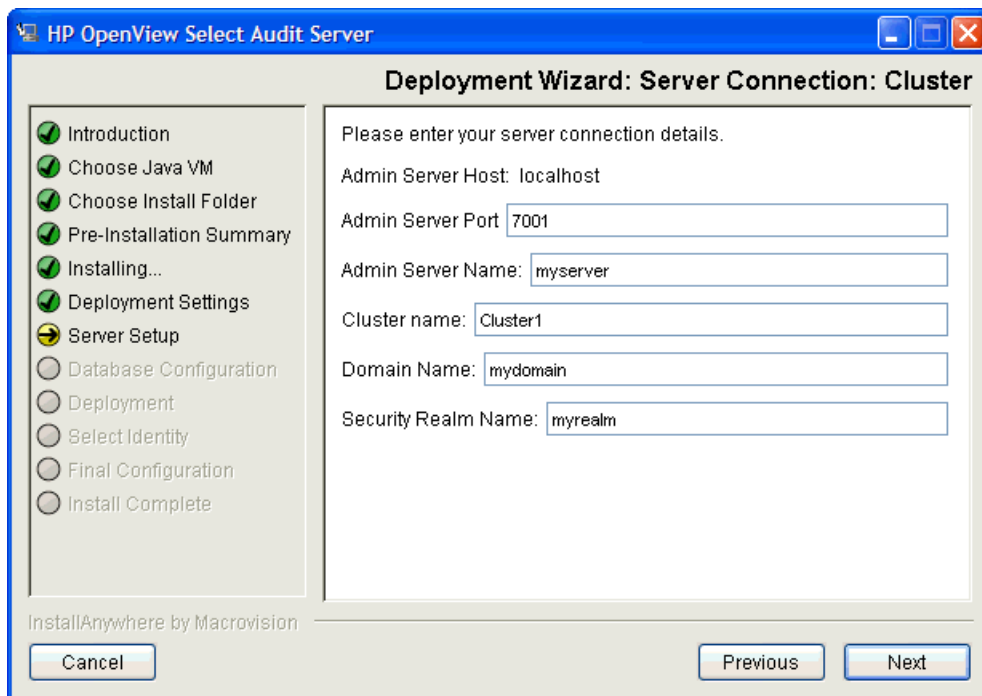 HP OpenView Select Audit Server
Deployment Wizard: Server Connection: Cluster
Introduction
Choose Java VM
Choose Install Folder
Pre-Installation Summary
Installing...
Deployment Settings
Server Setup
Database Configuration
Deployment
Select Identity
Final Configuration
Install Complete
Please enter your server connection details.
Admin Server Host: localhost
Admin Server Port 7001
Admin Server Name: myserver
Cluster name: Cluster1
Domain Name: mydomain
Security Realm Name: myrealm
InstallAnywhere by Macrovision
Cancel Previous Next